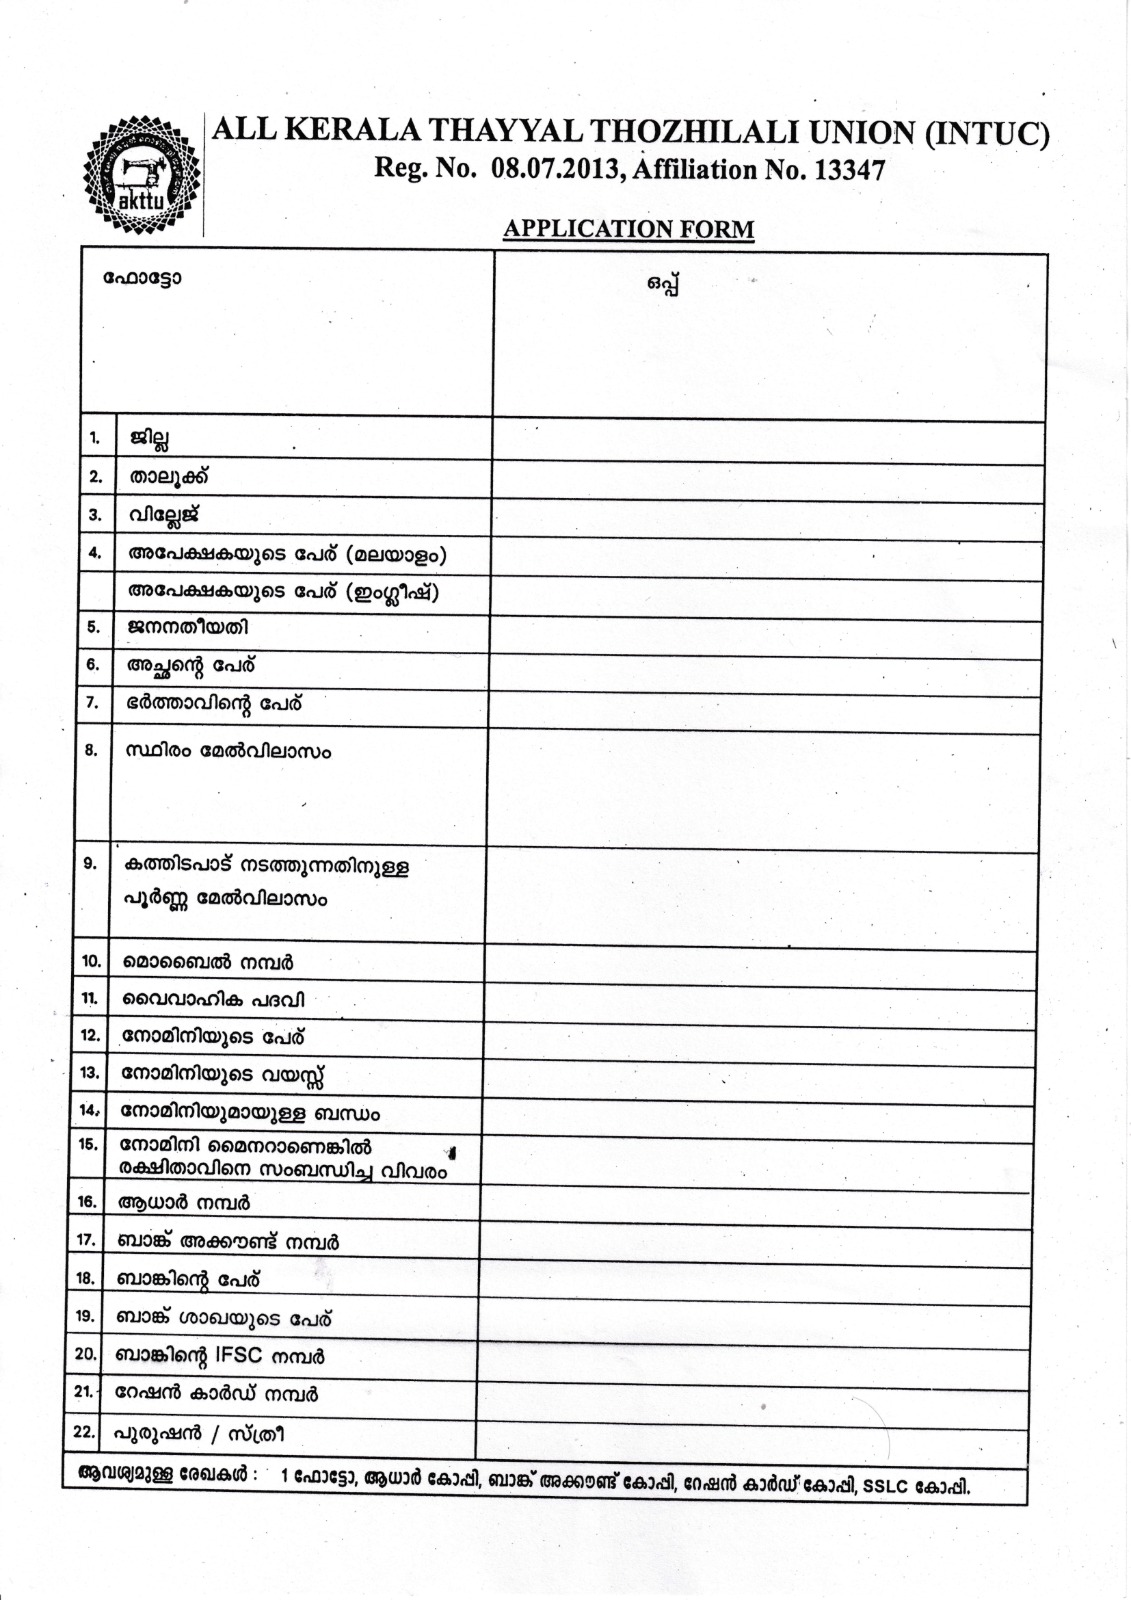 akttu
ALL KERALA THAYYAL THOZHILALI UNION (INTUC)
Reg. No. 08.07.2013, Affiliation No. 13347
APPLICATION FORM
ഫോട്ടോ
ഒപ്പ്
1. ജില്ല
2. താലൂക്ക്
3. വില്ലേജ്
4. അപേക്ഷകയുടെ പേര് (മലയാളം)
അപേക്ഷകയുടെ പേര് (ഇംഗ്ലീഷ്)
5. ജനനതീയതി
6. അച്ഛന്റെ പേര്
7. ഭർത്താവിന്റെ പേര്
8. സ്ഥിരം മേൽവിലാസം
9. കത്തിടപാട് നടത്തുന്നതിനുള്ള
പൂർണ്ണ മേൽവിലാസം
10. മൊബൈൽ നമ്പർ
11. വൈവാഹിക പദവി
12. നോമിനിയുടെ പേര്
13. നോമിനിയുടെ വയസ്സ്
14. നോമിനിയുമായുള്ള ബന്ധം
15. നോമിനി മൈനറാണെങ്കിൽ
രക്ഷിതാവിനെ സംബന്ധിച്ച വിവരം
16. ആധാർ നമ്പർ
17. ബാങ്ക് അക്കൗണ്ട് നമ്പർ
18. ബാങ്കിന്റെ പേര്
19. ബാങ്ക് ശാഖയുടെ പേര്
20. ബാങ്കിന്റെ IFSC നമ്പർ
21. റേഷൻ കാർഡ് നമ്പർ
22. പുരുഷൻ / സ്ത്രീ
ആവശ്യമുള്ള രേഖകൾ : 1 ഫോട്ടോ, ആധാർ കോപ്പി, ബാങ്ക് അക്കൗണ്ട് കോപ്പി, റേഷൻ കാർഡ് കോപ്പി, SSLC കോപ്പി.